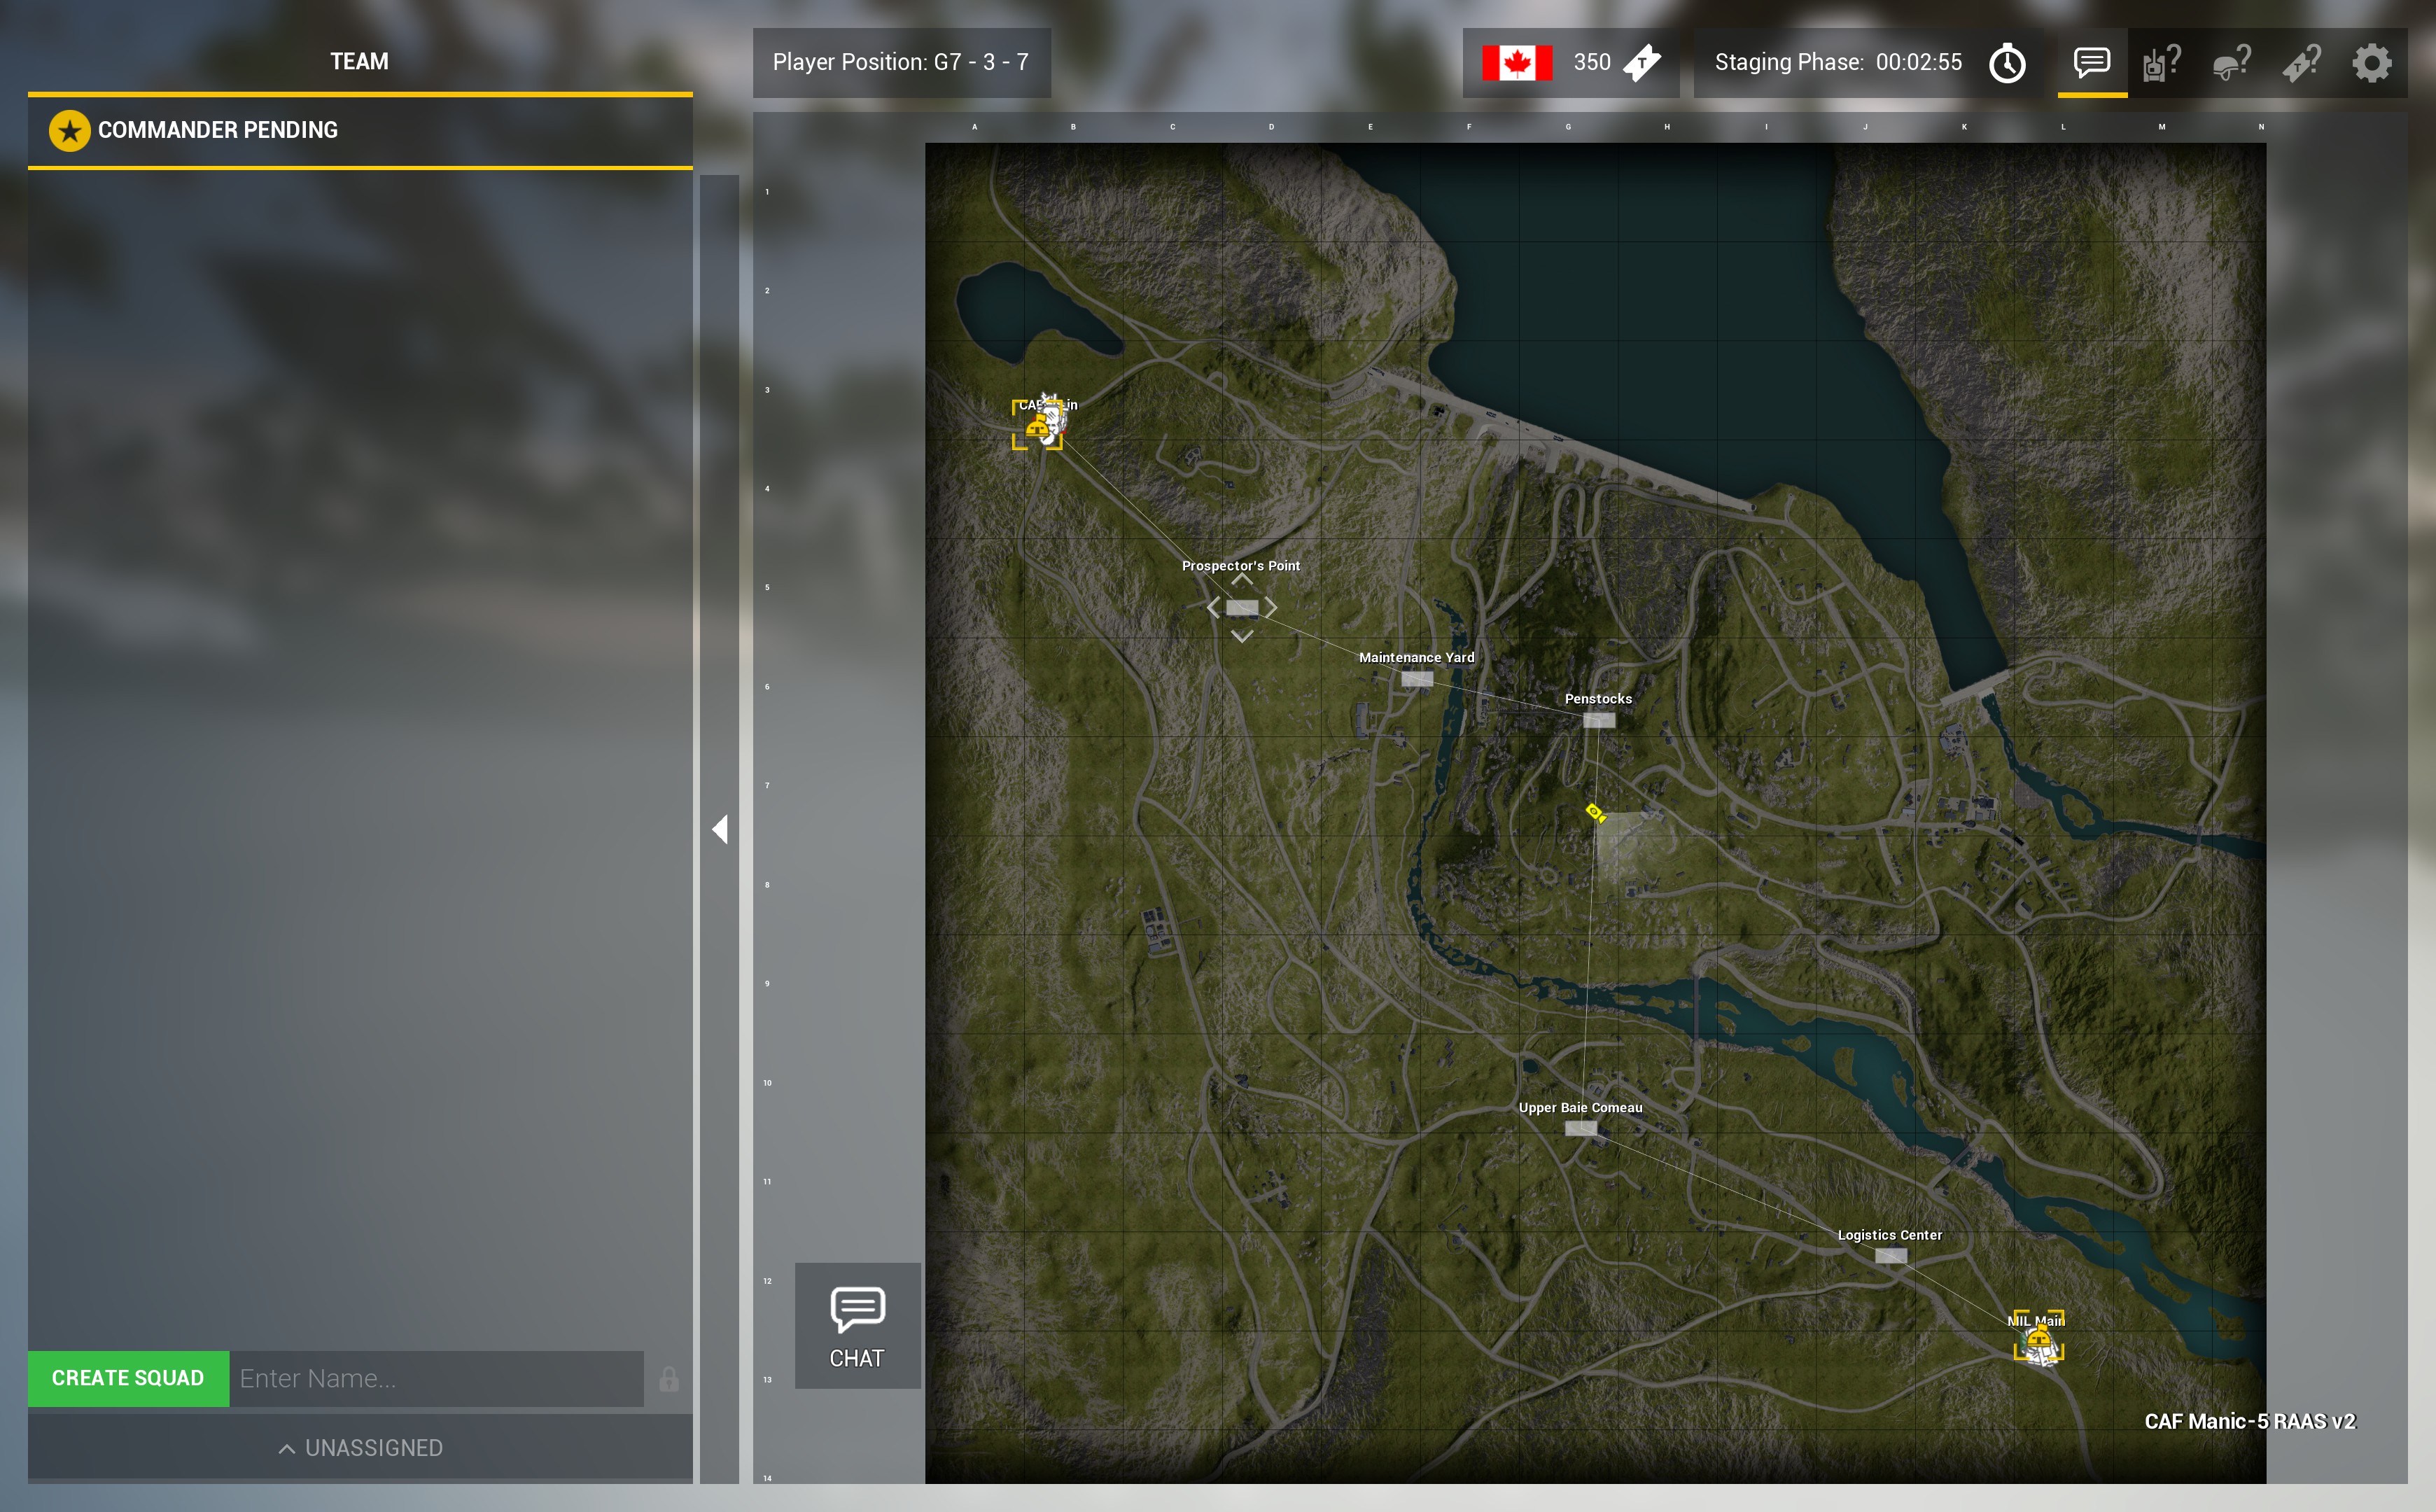 TEAM
COMMANDER PENDING
Player Position: G7 - 3 - 7
350
Staging Phase: 00:02:55
A B C D E F G H I J K L M N
1
2
3
4
5
6
7
8
9
10
11
12
13
14
Prospector's Point
Maintenance Yard
Penstocks
Upper Baie Comeau
Logistics Center
MIL Main
CAF Manic-5 RAAS v2
CHAT
CREATE SQUAD
Enter Name...
UNASSIGNED